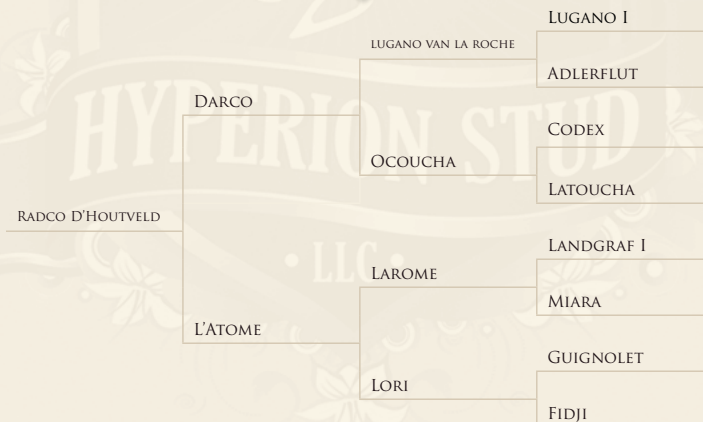 Lugano I
lugano van la roche
Adlerflut
Darco
Codex
Ocoucha
Latoucha
Radco D'Houtveld
Landgraf I
Larome
Miara
L'Atome
Guignolet
Lori
Fidji
HYPERION STUD
• LLC •